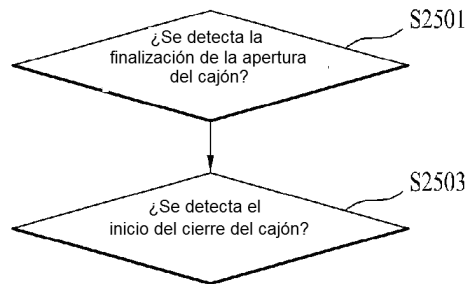 S2501
¿Se detecta la
finalización de la apertura
del cajón?
S2503
¿Se detecta el
inicio del cierre del cajón?